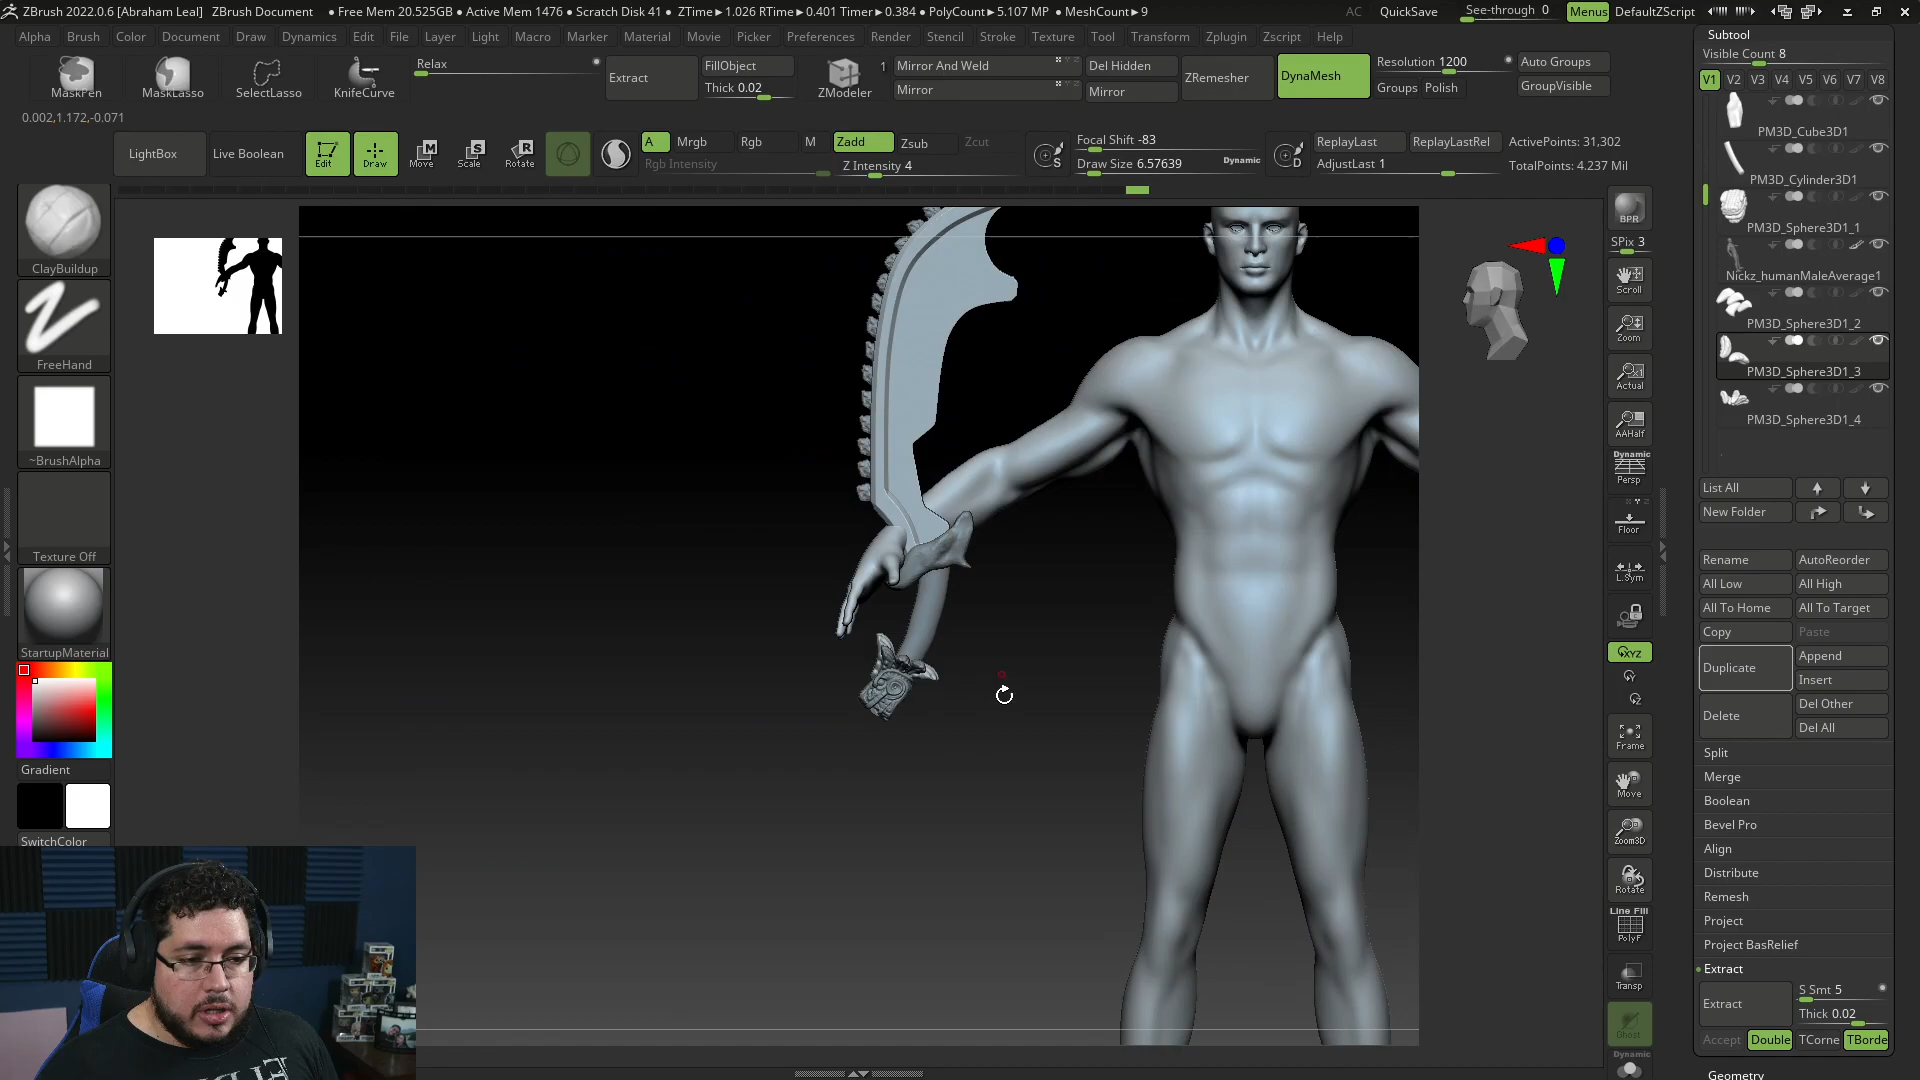 ZBrush 2022.0.6 [Abraham Leal] ZBrush Document ● Free Mem 20.525GB ● Active Mem 1476 ● Scratch Disk 41 ● ZTime►1.026 RTime►0.401 Timer►0.384 ● PolyCount►5.107 MP ● MeshCount►9 AC QuickSave See-through 0 Menus DefaultZScript
Alpha Brush Color Document Draw Dynamics Edit File Layer Light Macro Marker Material Movie Picker Preferences Render Stencil Stroke Texture Tool Transform Zplugin Zscript Help
MaskPen MaskLasso SelectLasso KnifeCurve Relax Extract FillObject Thick 0.02 ZModeler 1 Mirror And Weld Mirror Del Hidden Mirror ZRemesher DynaMesh Resolution 1200 Groups Polish Auto Groups GroupVisible
0.002,1.172,-0.071
LightBox Live Boolean Edit Draw Move Scale Rotate A Mrgb Rgb M Rgb Intensity Zadd Zsub Zcut Z Intensity 4 Focal Shift -83 Draw Size 6.57639 Dynamic ReplayLast ReplayLastRel AdjustLast 1 ActivePoints: 31,302 TotalPoints: 4.237 Mil
ClayBuildup
FreeHand
~BrushAlpha
Texture Off
StartupMaterial
Gradient
SwitchColor
BPR
SPix 3
Scroll
Zoom
Actual
AAHalf
Dynamic
Persp
Floor
L.Sym
XYZ
Frame
Move
Zoom3D
Rotate
Line Fill
PolyF
Transp
Ghost
Dynamic
Subtool
Visible Count 8
V1 V2 V3 V4 V5 V6 V7 V8
PM3D_Cube3D1
PM3D_Cylinder3D1
PM3D_Sphere3D1_1
Nickz_humanMaleAverage1
PM3D_Sphere3D1_2
PM3D_Sphere3D1_3
PM3D_Sphere3D1_4
List All
New Folder
Rename AutoReorder
All Low All High
All To Home All To Target
Copy Paste
Duplicate Append
Insert
Delete Del Other
Del All
Split
Merge
Boolean
Bevel Pro
Align
Distribute
Remesh
Project
Project BasRelief
Extract
Extract S Smt 5
Thick 0.02
Accept Double TCorne TBorde
Geometry